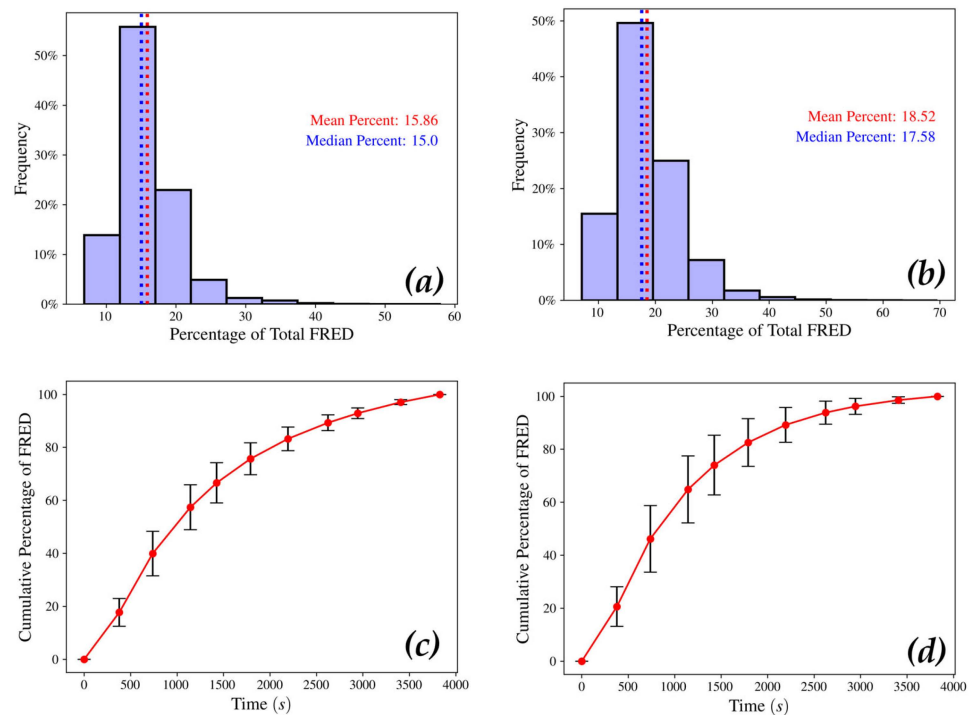 50%
40%
30%
20%
10%
0%
Frequency
Mean Percent: 15.86
Median Percent: 15.0
(a)
10 20 30 40 50 60
Percentage of Total FRED
50%
40%
30%
20%
10%
0%
Frequency
Mean Percent: 18.52
Median Percent: 17.58
(b)
10 20 30 40 50 60 70
Percentage of Total FRED
100
80
60
40
20
0
Cumulative Percentage of FRED
(c)
0 500 1000 1500 2000 2500 3000 3500 4000
Time (s)
100
80
60
40
20
0
Cumulative Percentage of FRED
(d)
0 500 1000 1500 2000 2500 3000 3500 4000
Time (s)